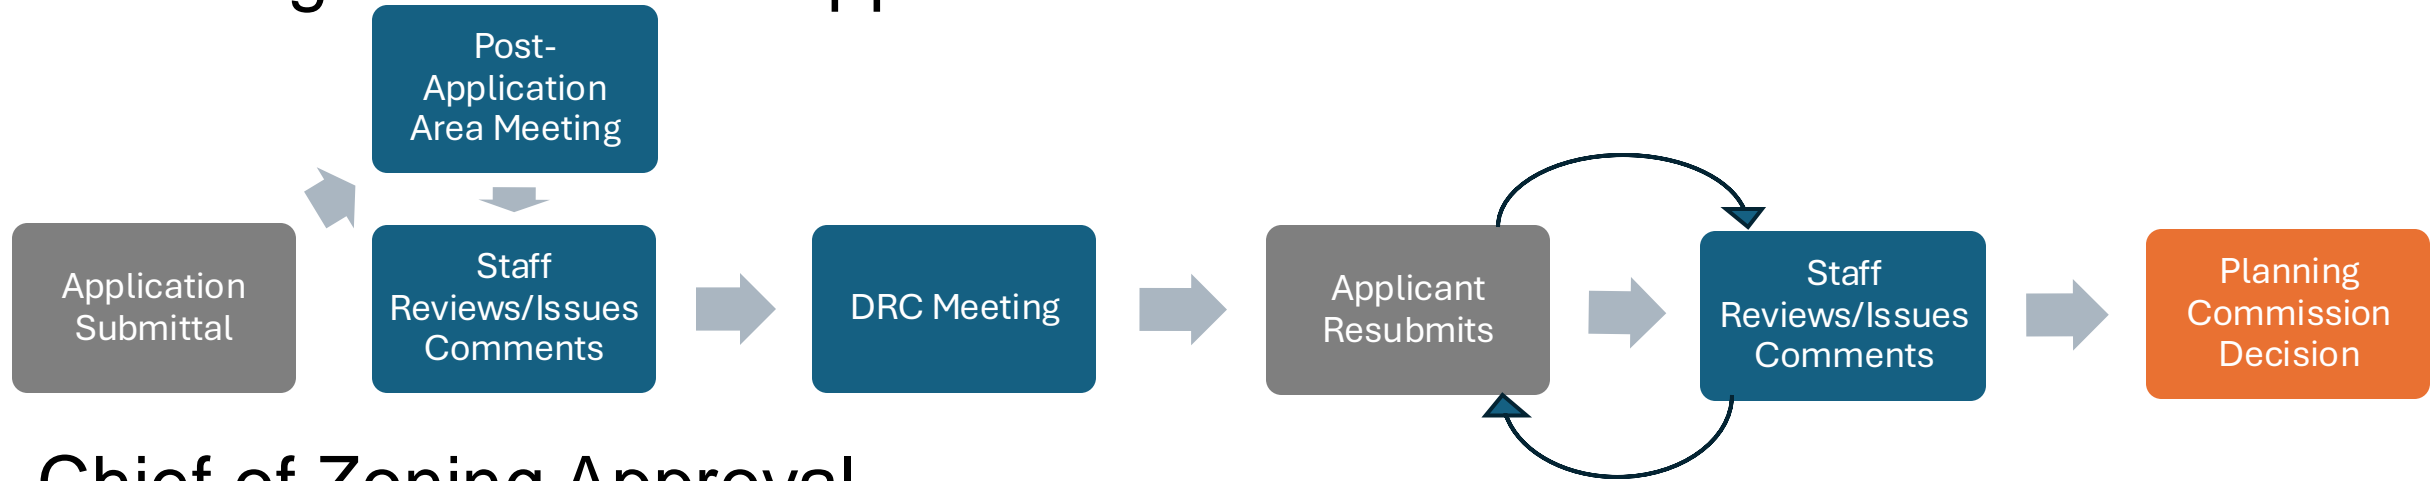 Post-
Application
Area Meeting
Application
Submittal
Staff
Reviews/Issues
Comments
DRC Meeting
Applicant
Resubmits
Staff
Reviews/Issues
Comments
Planning
Commission
Decision
Chief of Zoning Approval